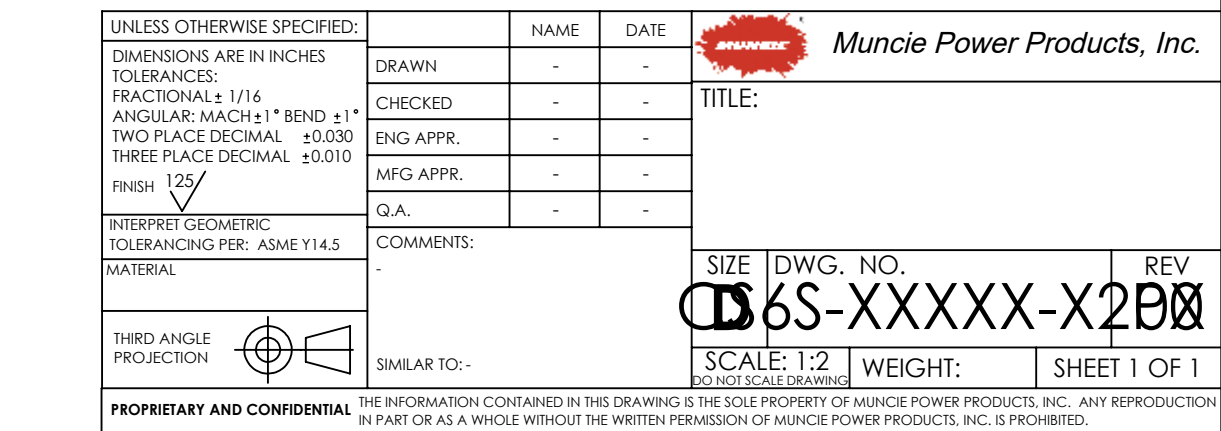 UNLESS OTHERWISE SPECIFIED:
DIMENSIONS ARE IN INCHES
TOLERANCES:
FRACTIONAL± 1/16
ANGULAR: MACH±1° BEND ±1°
TWO PLACE DECIMAL ±0.030
THREE PLACE DECIMAL ±0.010
FINISH 125
INTERPRET GEOMETRIC
TOLERANCING PER: ASME Y14.5
MATERIAL
THIRD ANGLE
PROJECTION
NAME DATE
DRAWN - -
CHECKED - -
ENG APPR. - -
MFG APPR. - -
Q.A. - -
COMMENTS:
-
SIMILAR TO: -
Muncie Power Products, Inc.
TITLE:
SIZE DWG. NO. REV
D 6S-XXXXX-X2
SCALE: 1:2 WEIGHT: SHEET 1 OF 1
DO NOT SCALE DRAWING
PROPRIETARY AND CONFIDENTIAL
THE INFORMATION CONTAINED IN THIS DRAWING IS THE SOLE PROPERTY OF MUNCIE POWER PRODUCTS, INC. ANY REPRODUCTION
IN PART OR AS A WHOLE WITHOUT THE WRITTEN PERMISSION OF MUNCIE POWER PRODUCTS, INC. IS PROHIBITED.